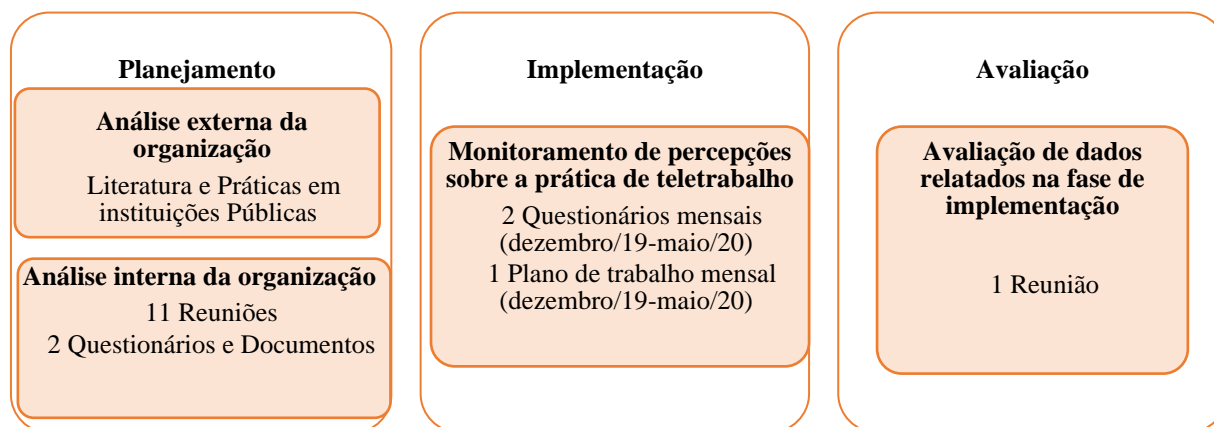 Planejamento
Análise externa da
organização
Literatura e Práticas em
instituições Públicas
Análise interna da organização
11 Reuniões
2 Questionários e Documentos
Implementação
Monitoramento de percepções
sobre a prática de teletrabalho
2 Questionários mensais
(dezembro/19-maio/20)
1 Plano de trabalho mensal
(dezembro/19-maio/20)
Avaliação
Avaliação de dados
relatados na fase de
implementação
1 Reunião